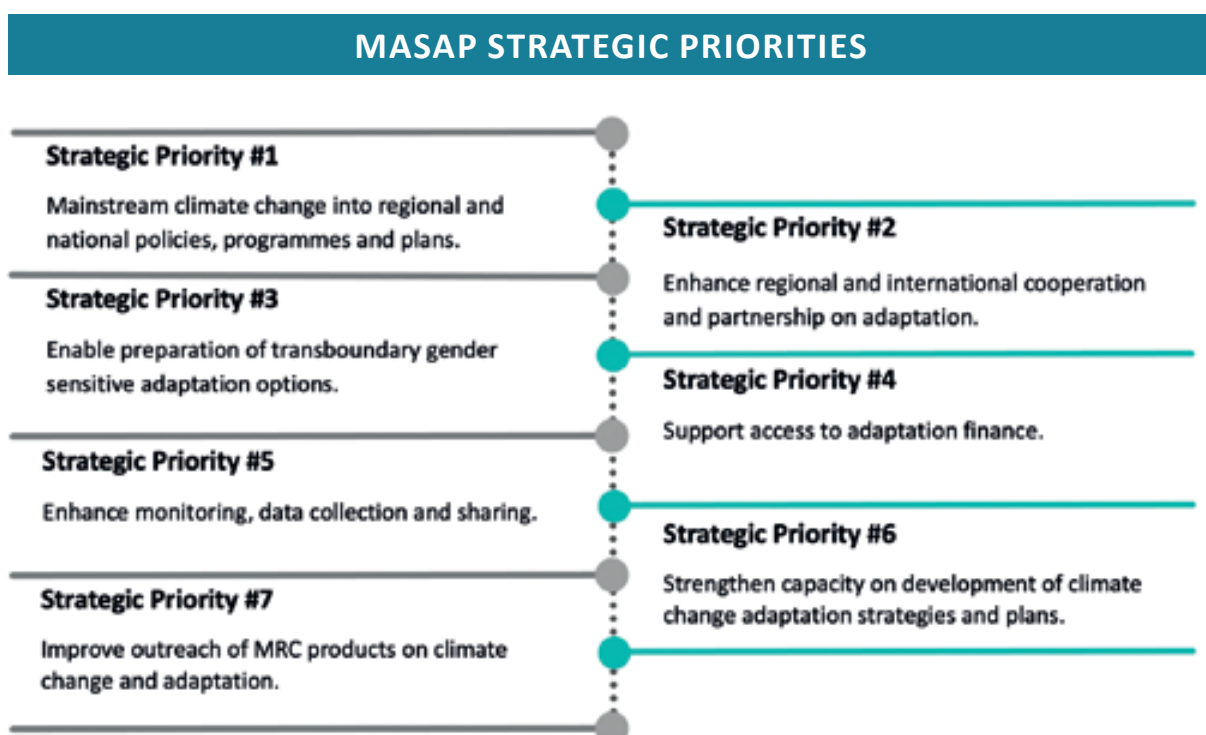 MASAP STRATEGIC PRIORITIES
Strategic Priority #1
Mainstream climate change into regional and
national policies, programmes and plans.
Strategic Priority #2
Enhance regional and international cooperation
and partnership on adaptation.
Strategic Priority #3
Enable preparation of transboundary gender
sensitive adaptation options.
Strategic Priority #4
Support access to adaptation finance.
Strategic Priority #5
Enhance monitoring, data collection and sharing.
Strategic Priority #6
Strengthen capacity on development of climate
change adaptation strategies and plans.
Strategic Priority #7
Improve outreach of MRC products on climate
change and adaptation.